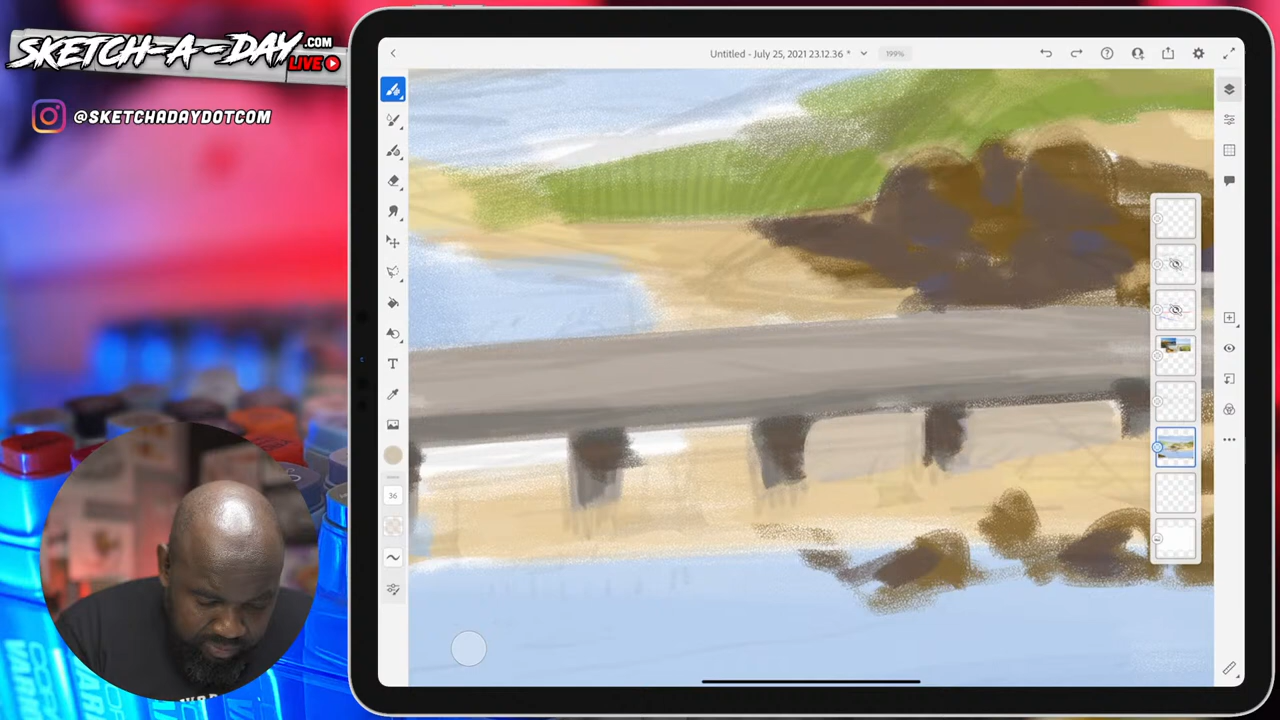 SKETCH-A-DAY.COM
LIVE
@SKETCHADAYDOTCOM
Untitled - July 25, 2021 23.12.36 *
199%
T
36